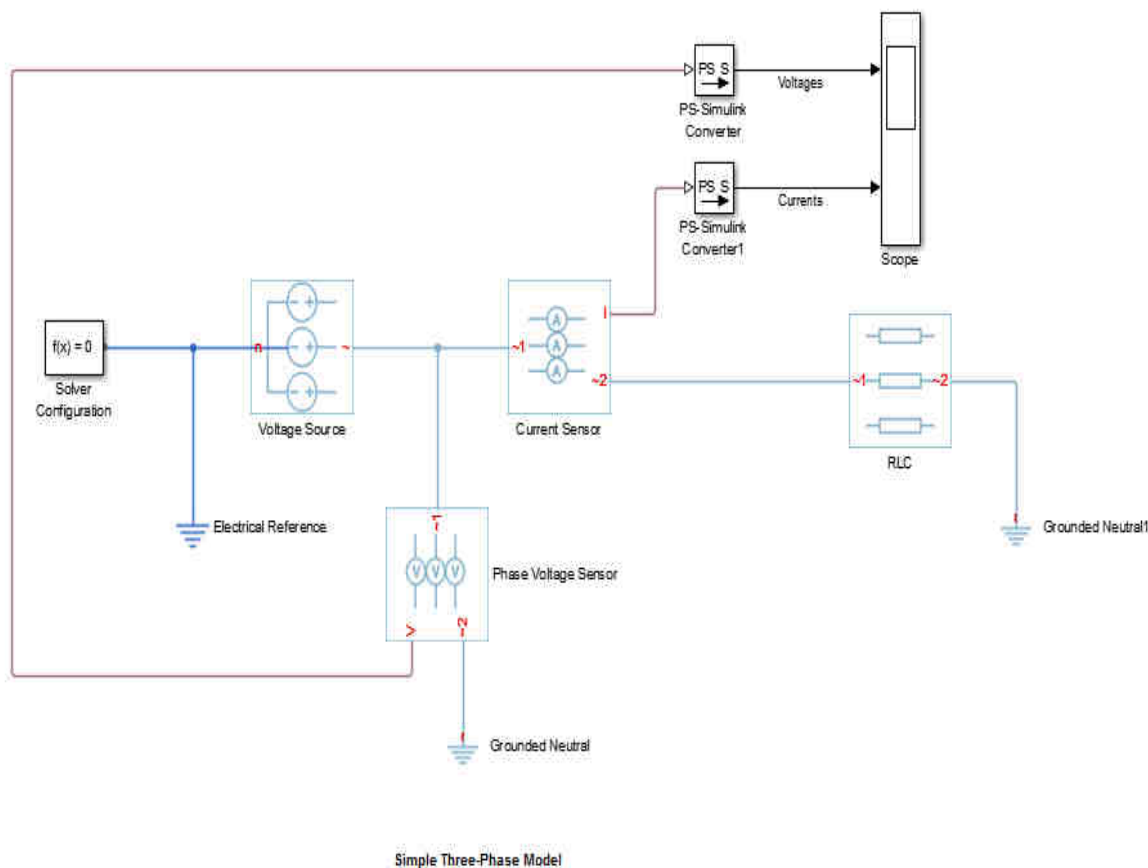 PS S
Voltages
PS-Simulink
Converter
PS S
Currents
PS-Simulink
Converter1
Scope
f(x) = 0
Solver
Configuration
n
~
Voltage Source
~1
A
A
A
I
~2
Current Sensor
~1
~2
RLC
Electrical Reference
~1
V V V
V
~2
Phase Voltage Sensor
Grounded Neutral1
Grounded Neutral
Simple Three-Phase Model